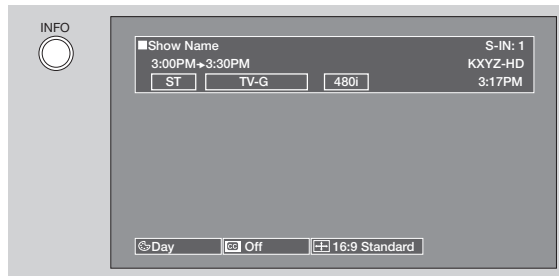 INFO
Show Name S-IN: 1
3:00PM→3:30PM KXYZ-HD
ST TV-G 480i 3:17PM
Day CC Off 16:9 Standard